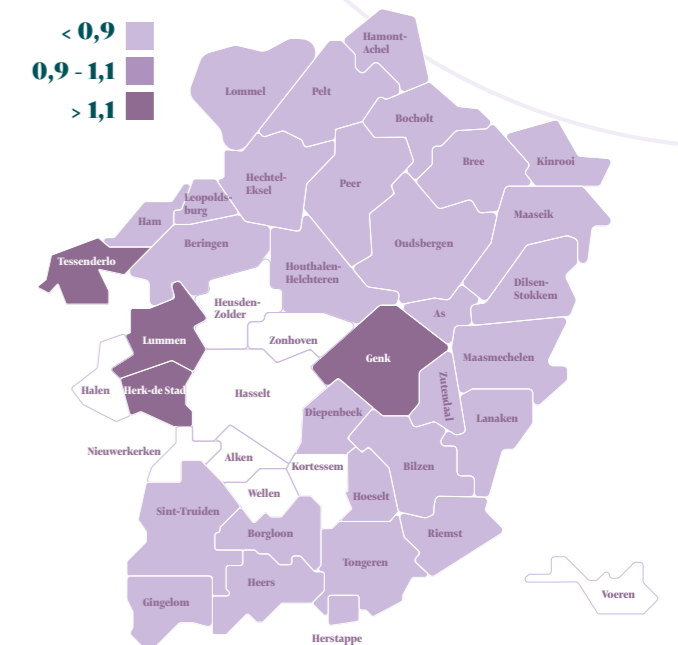 < 0,9
0,9 - 1,1
> 1,1
Hamont-
Achel
Lommel
Pelt
Bocholt
Bree
Kinrooi
Hechtel-
Eksel
Peer
Leopolds-
burg
Ham
Maaseik
Beringen
Oudsbergen
Tessenderlo
Houthalen-
Helchteren
Dilsen-
Stokkem
Heusden-
Zolder
As
Lummen
Zonhoven
Genk
Maasmechelen
Halen
Herk-de Stad
Hasselt
Zutendaal
Diepenbeek
Lanaken
Nieuwerkerken
Alken
Kortessem
Bilzen
Wellen
Hoeselt
Sint-Truiden
Borgloon
Riemst
Tongeren
Heers
Voeren
Gingelom
Herstappe